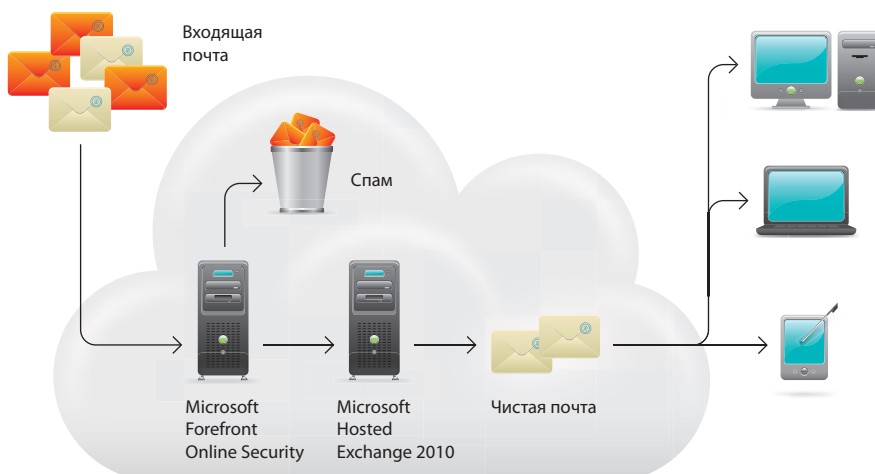 Входящая
почта
Спам
Microsoft
Forefront
Online Security
Microsoft
Hosted
Exchange 2010
Чистая почта